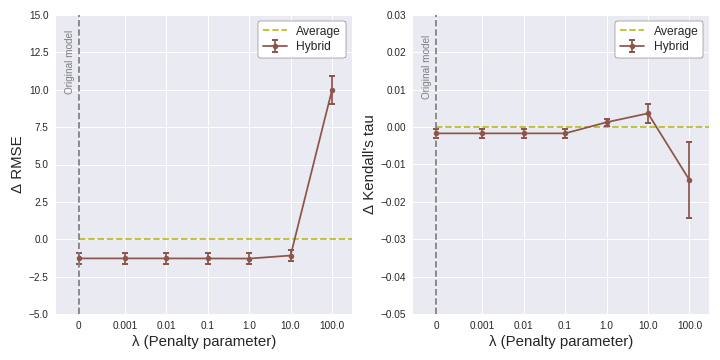 15.0
12.5
10.0
7.5
5.0
2.5
0.0
−2.5
−5.0
Δ RMSE
Original model
Average
Hybrid
0 0.001 0.01 0.1 1.0 10.0 100.0
λ (Penalty parameter)
0.03
0.02
0.01
0.00
−0.01
−0.02
−0.03
−0.04
−0.05
Δ Kendall's tau
Original model
Average
Hybrid
0 0.001 0.01 0.1 1.0 10.0 100.0
λ (Penalty parameter)